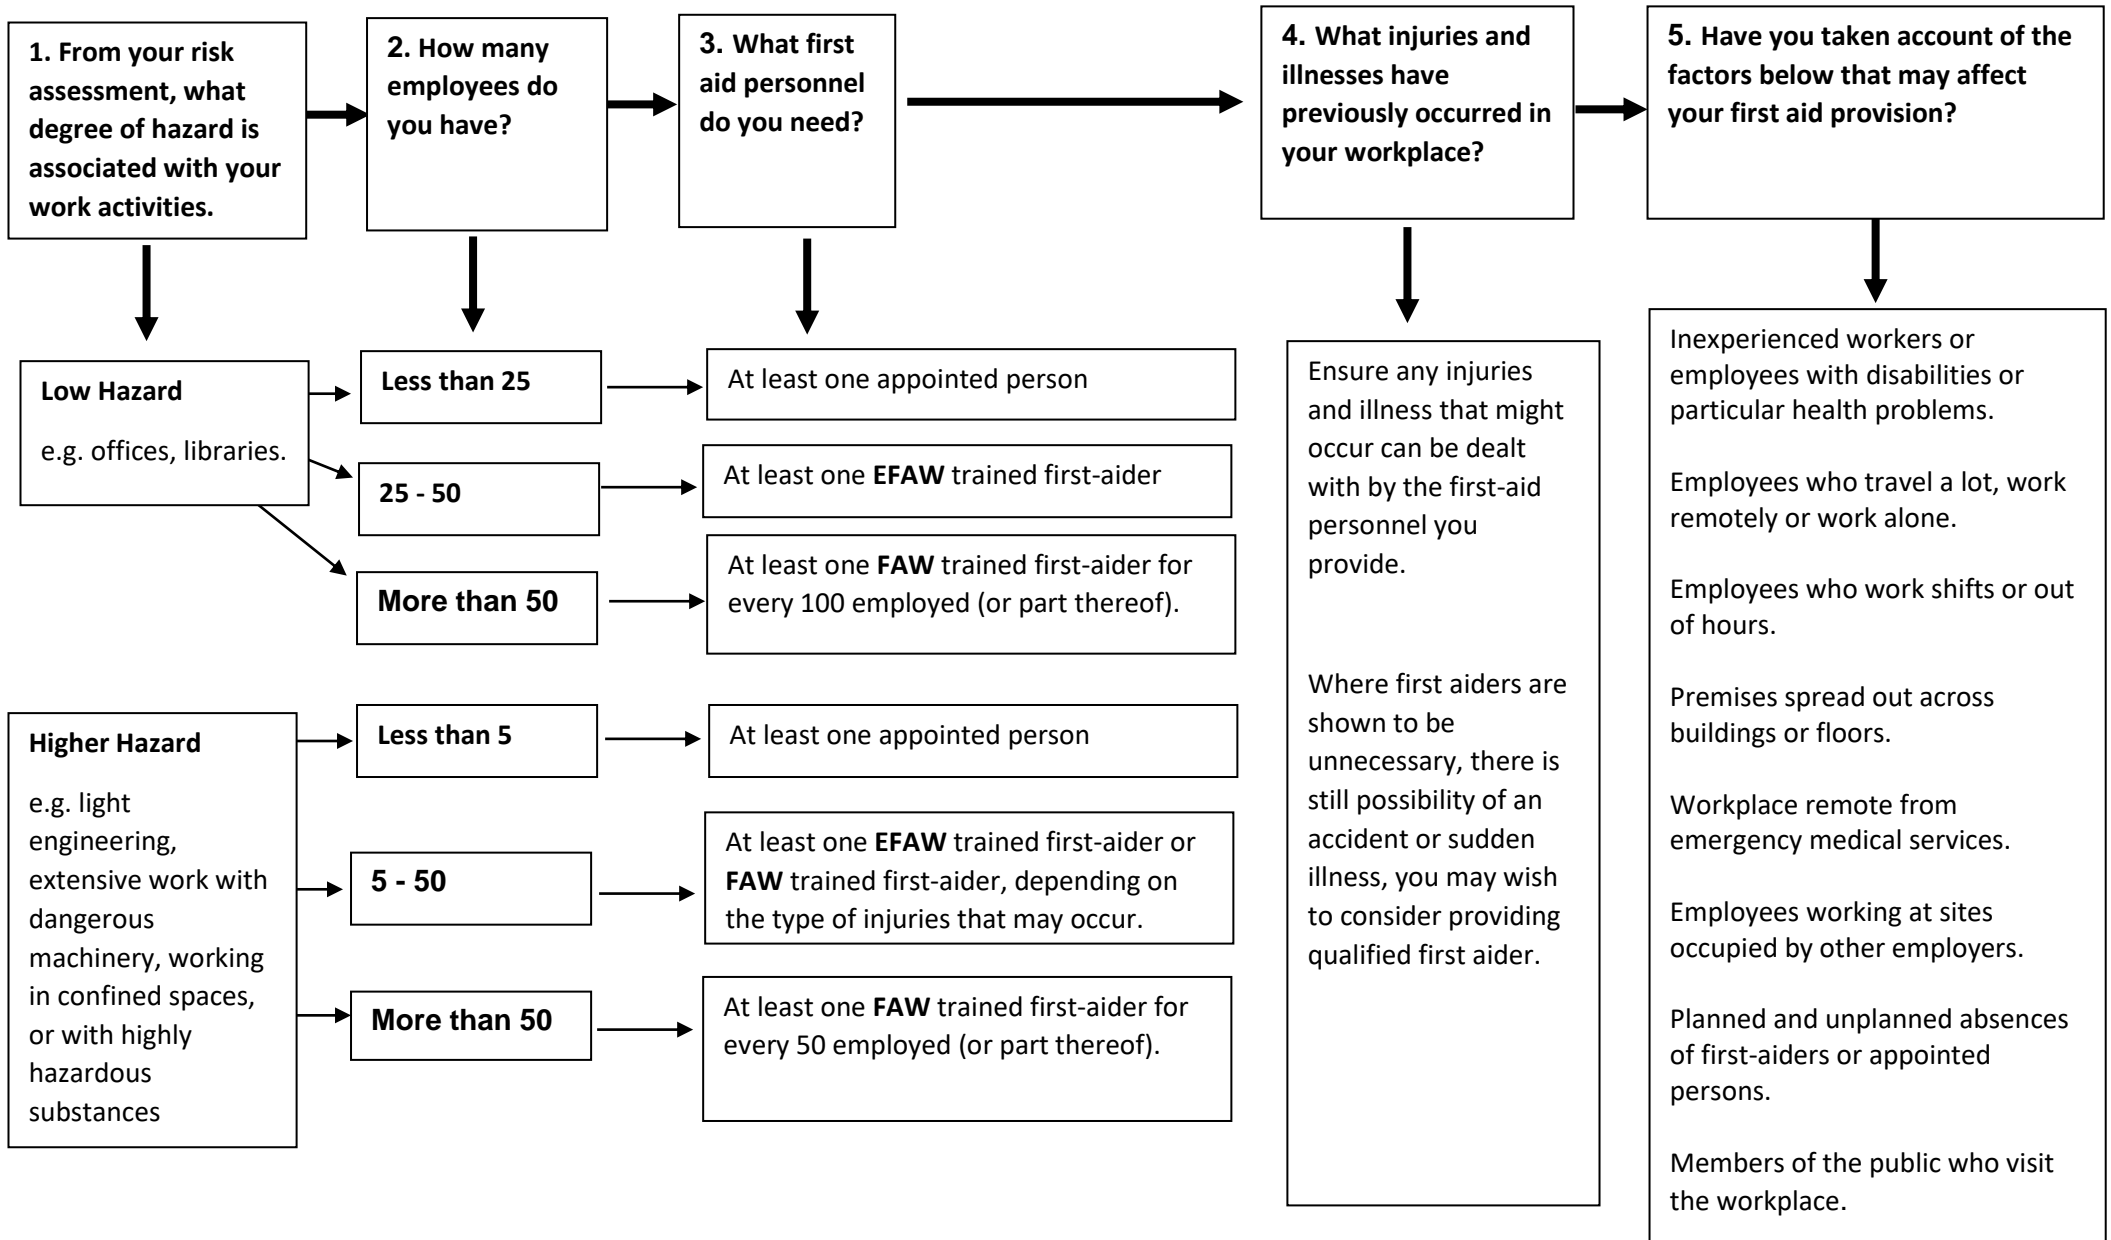 1. From your risk
assessment, what
degree of hazard is
associated with your
work activities.
2. How many
employees do
you have?
3. What first
aid personnel
do you need?
4. What injuries and
illnesses have
previously occurred in
your workplace?
5. Have you taken account of the
factors below that may affect
your first aid provision?
Low Hazard
e.g. offices, libraries.
Less than 25
At least one appointed person
25 - 50
At least one EFAW trained first-aider
More than 50
At least one FAW trained first-aider for
every 100 employed (or part thereof).
Higher Hazard
e.g. light
engineering,
extensive work with
dangerous
machinery, working
in confined spaces,
or with highly
hazardous
substances
Less than 5
At least one appointed person
5 - 50
At least one EFAW trained first-aider or
FAW trained first-aider, depending on
the type of injuries that may occur.
More than 50
At least one FAW trained first-aider for
every 50 employed (or part thereof).
Ensure any injuries
and illness that might
occur can be dealt
with by the first-aid
personnel you
provide.
Where first aiders are
shown to be
unnecessary, there is
still possibility of an
accident or sudden
illness, you may wish
to consider providing
qualified first aider.
Inexperienced workers or
employees with disabilities or
particular health problems.
Employees who travel a lot, work
remotely or work alone.
Employees who work shifts or out
of hours.
Premises spread out across
buildings or floors.
Workplace remote from
emergency medical services.
Employees working at sites
occupied by other employers.
Planned and unplanned absences
of first-aiders or appointed
persons.
Members of the public who visit
the workplace.